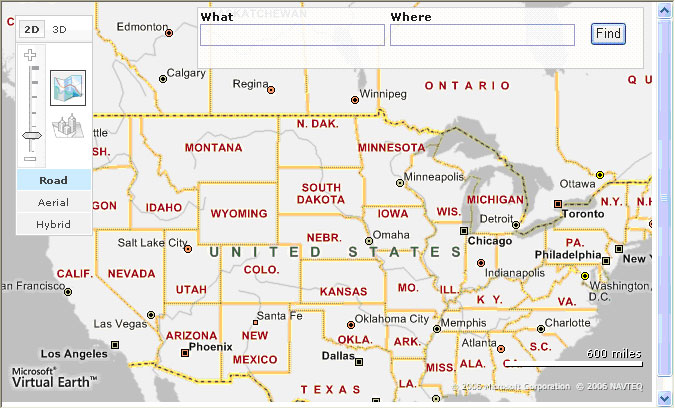 What
Where
Find
2D 3D
Road
Aerial
Hybrid
Edmonton
Calgary
Regina
Winnipeg
ONTARIO
N. DAK.
MONTANA
MINNESOTA
Minneapolis
Ottawa
SOUTH
DAKOTA
IDAHO
WYOMING
IOWA
WIS.
MICHIGAN
Detroit
Toronto
N.Y.
Salt Lake City
NEBR.
Omaha
Chicago
PA.
Philadelphia
UNITED STATES
CALIF.
NEVADA
UTAH
COLO.
KANSAS
MO.
ILL.
Indianapolis
K Y.
VA.
Washington,
D.C.
an Francisco
Las Vegas
Santa Fe
Oklahoma City
Memphis
Charlotte
ARIZONA
Phoenix
NEW
MEXICO
OKLA.
ARK.
Atlanta
S.C.
Los Angeles
Dallas
MISS.
ALA.
600 miles
TEXAS
LA.
Microsoft®
Virtual Earth™
© 2006 Microsoft Corporation © 2006 NAVTEQ